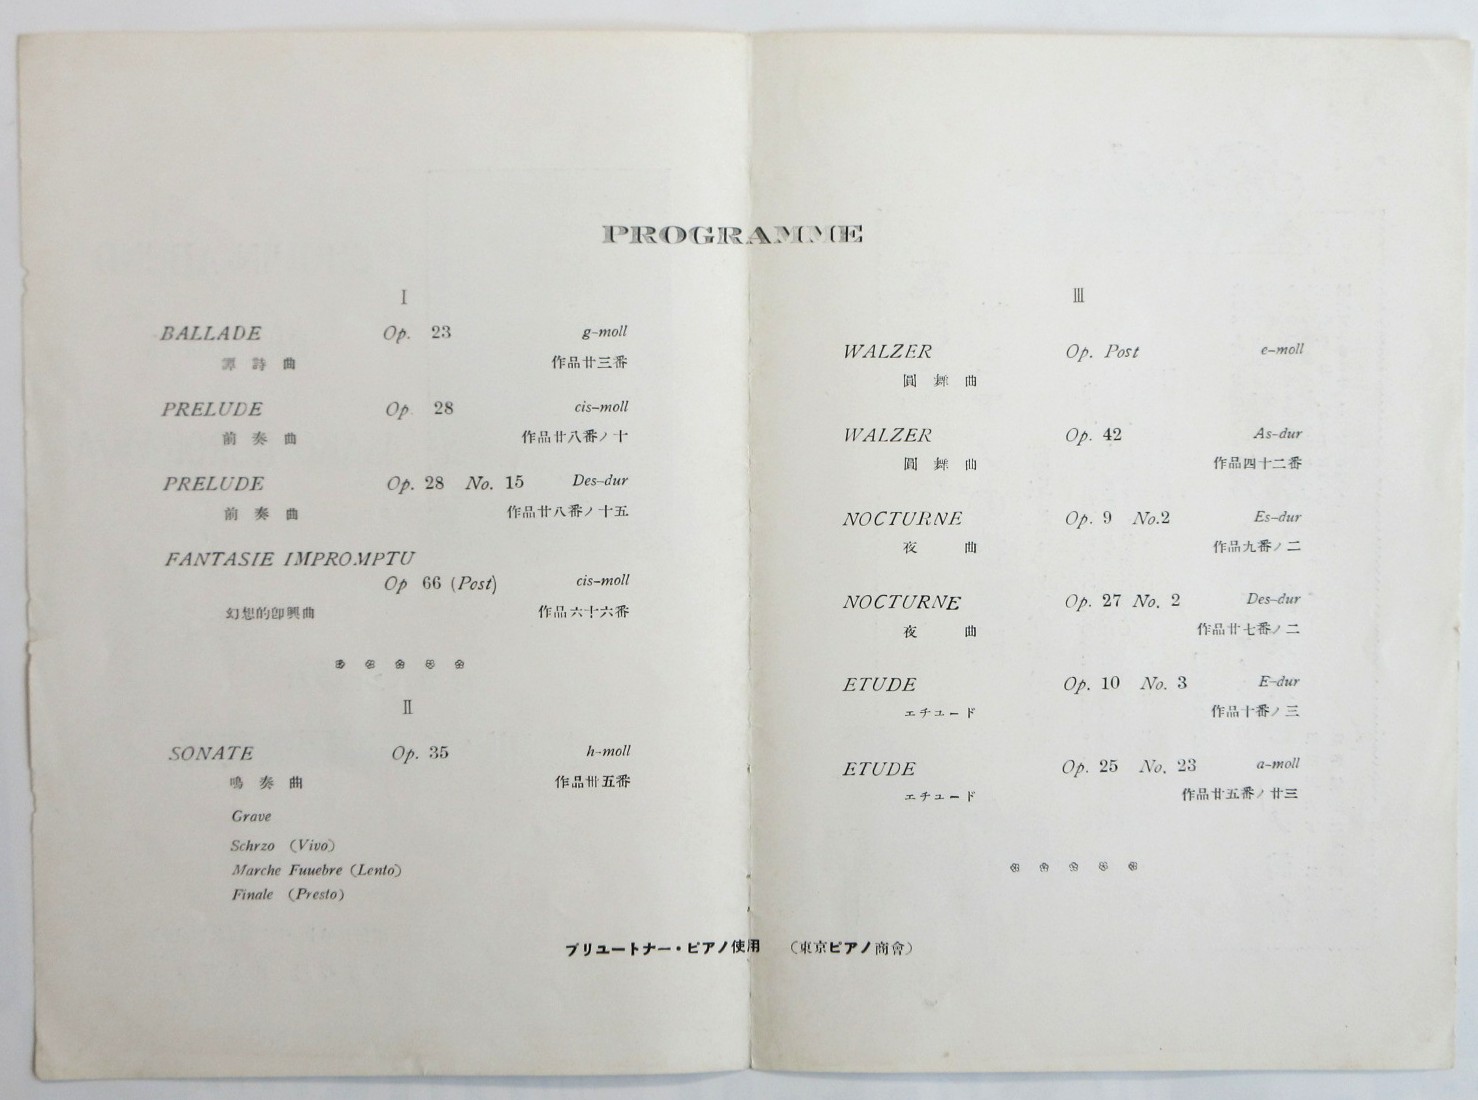 PROGRAMME
I
BALLADE Op. 23 g-moll
譚詩曲 作品廿三番
PRELUDE Op. 28 cis-moll
前奏曲 作品廿八番ノ十
PRELUDE Op. 28 No. 15 Des-dur
前奏曲 作品廿八番ノ十五
FANTASIE IMPROMPTU
Op 66 (Post) cis-moll
幻想的卽興曲 作品六十六番
II
SONATE Op. 35 h-moll
鳴奏曲 作品卅五番
Grave
Schrzo (Vivo)
Marche Fuuebre (Lento)
Finale (Presto)
III
WALZER Op. Post e-moll
圓舞曲
WALZER Op. 42 As-dur
圓舞曲 作品四十二番
NOCTURNE Op. 9 No.2 Es-dur
夜曲 作品九番ノ二
NOCTURNE Op. 27 No. 2 Des-dur
夜曲 作品廿七番ノ二
ETUDE Op. 10 No. 3 E-dur
エチュード 作品十番ノ三
ETUDE Op. 25 No. 23 a-moll
エチュード 作品廿五番ノ廿三
ブリユートナー・ピアノ使用 (東京ピアノ商會)